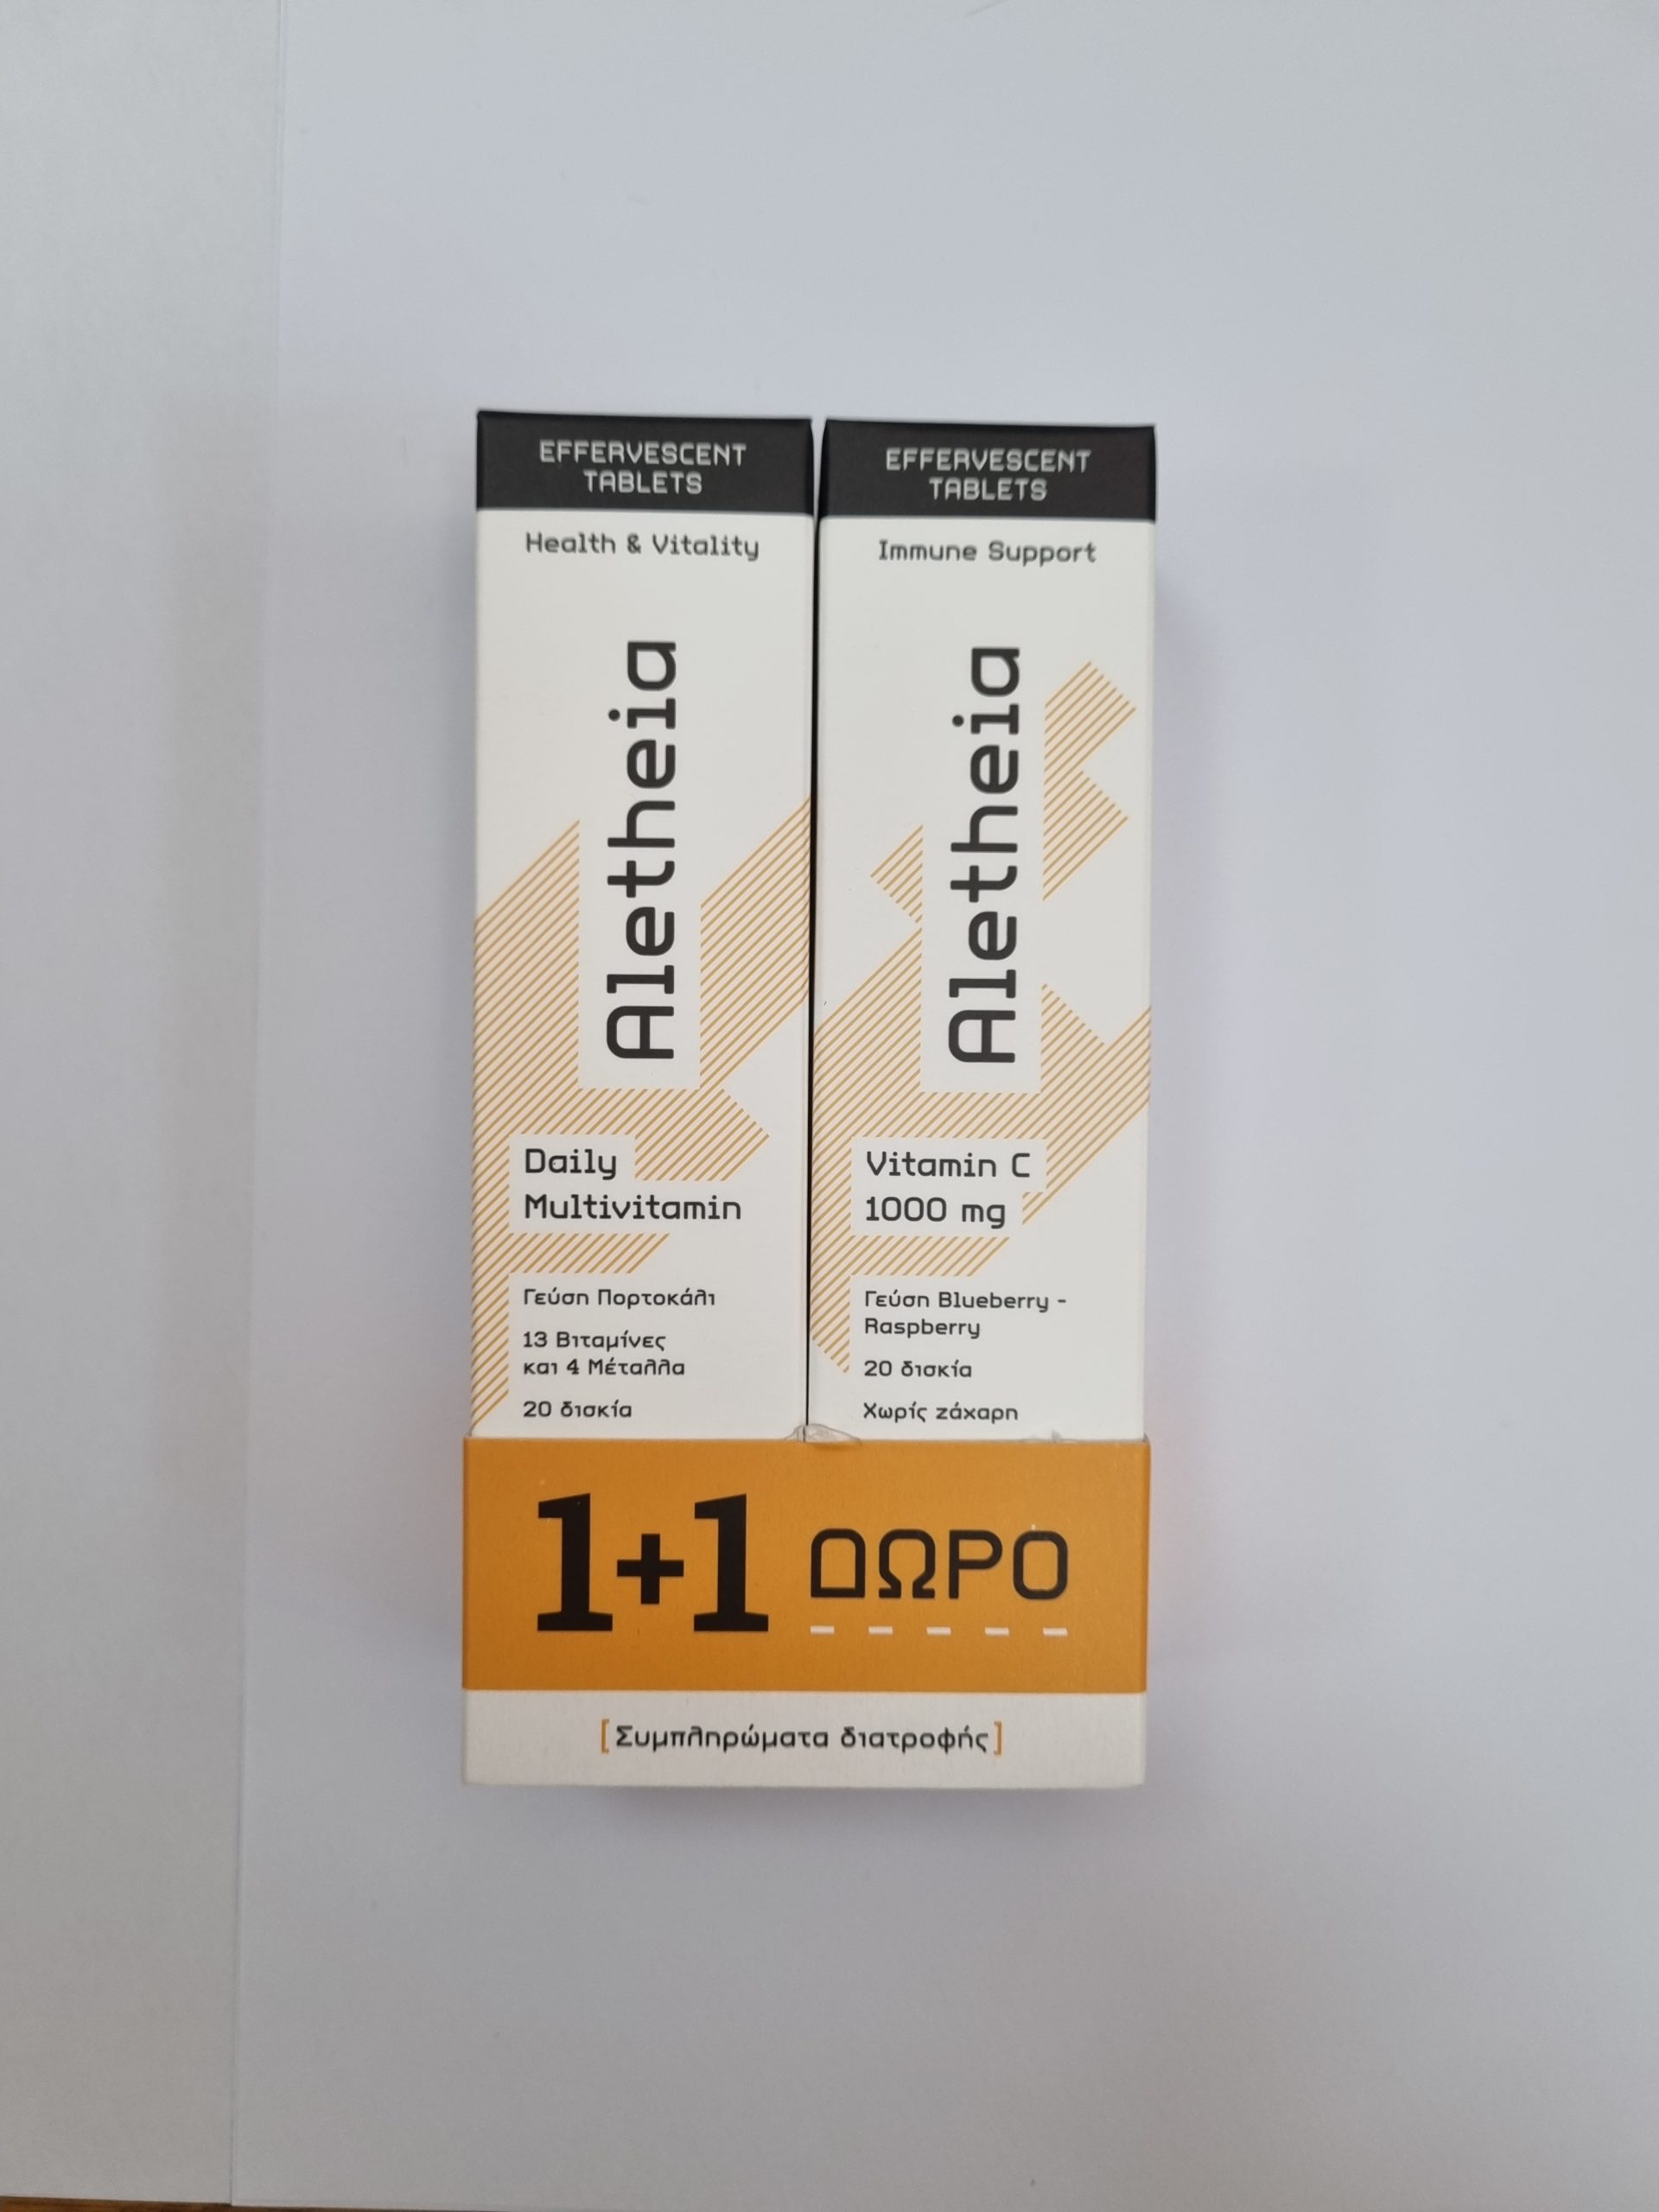 EFFERVESCENT
TABLETS
Health & Vitality
Aletheia
Daily
Multivitamin
Γεύση Πορτοκάλι
13 Βιταμίνες
και 4 Μέταλλα
20 δισκία
EFFERVESCENT
TABLETS
Immune Support
Aletheia
Vitamin C
1000 mg
Γεύση Blueberry -
Raspberry
20 δισκία
Χωρίς ζάχαρη
1+1 ΔΩΡΟ
[Συμπληρώματα διατροφής]